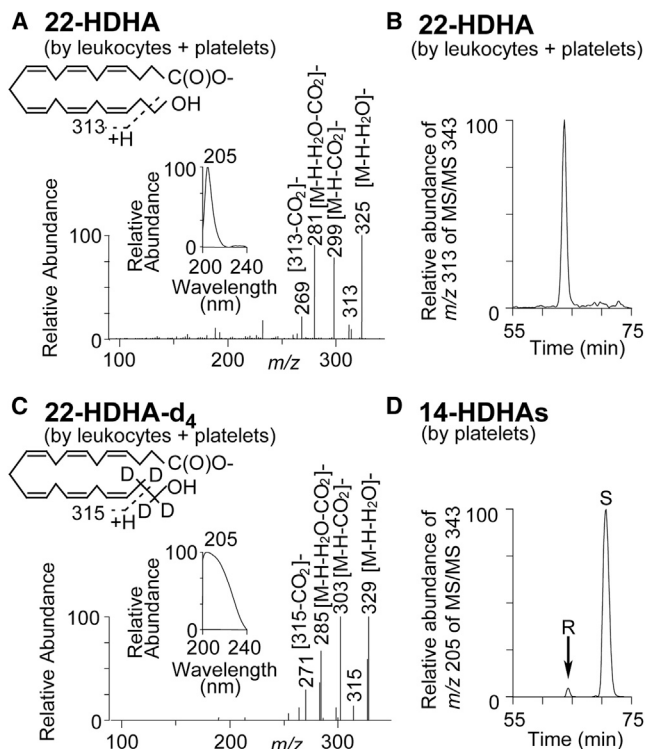 A 22-HDHA
(by leukocytes + platelets)
C(O)O-
OH
313
+H
Relative Abundance
100
0
100
200
300
m/z
Relative
Abundance
100
0
205
200 240
Wavelength
(nm)
269 [313-CO2]-
281 [M-H-H2O-CO2]-
299 [M-H-CO2]-
313
325 [M-H-H2O]-
B 22-HDHA
(by leukocytes + platelets)
Relative abundance of
m/z 313 of MS/MS 343
100
0
55 75
Time (min)
C 22-HDHA-d4
(by leukocytes + platelets)
C(O)O-
D D
OH
315
+H
D D
Relative Abundance
100
0
100
200
300
m/z
Relative
Abundance
100
0
205
200 240
Wavelength
(nm)
271 [315-CO2]-
285 [M-H-H2O-CO2]-
303 [M-H-CO2]-
315
329 [M-H-H2O]-
D 14-HDHAs
(by platelets)
Relative abundance of
m/z 205 of MS/MS 343
100
0
R
S
55 75
Time (min)